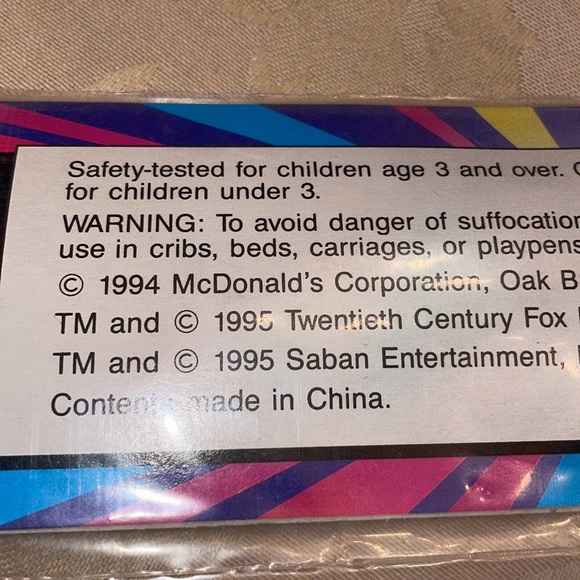 Safety-tested for children age 3 and over.
for children under 3.
WARNING: To avoid danger of suffocation
use in cribs, beds, carriages, or playpens
© 1994 McDonald's Corporation, Oak B
TM and © 1995 Twentieth Century Fox
TM and © 1995 Saban Entertainment,
Contents made in China.